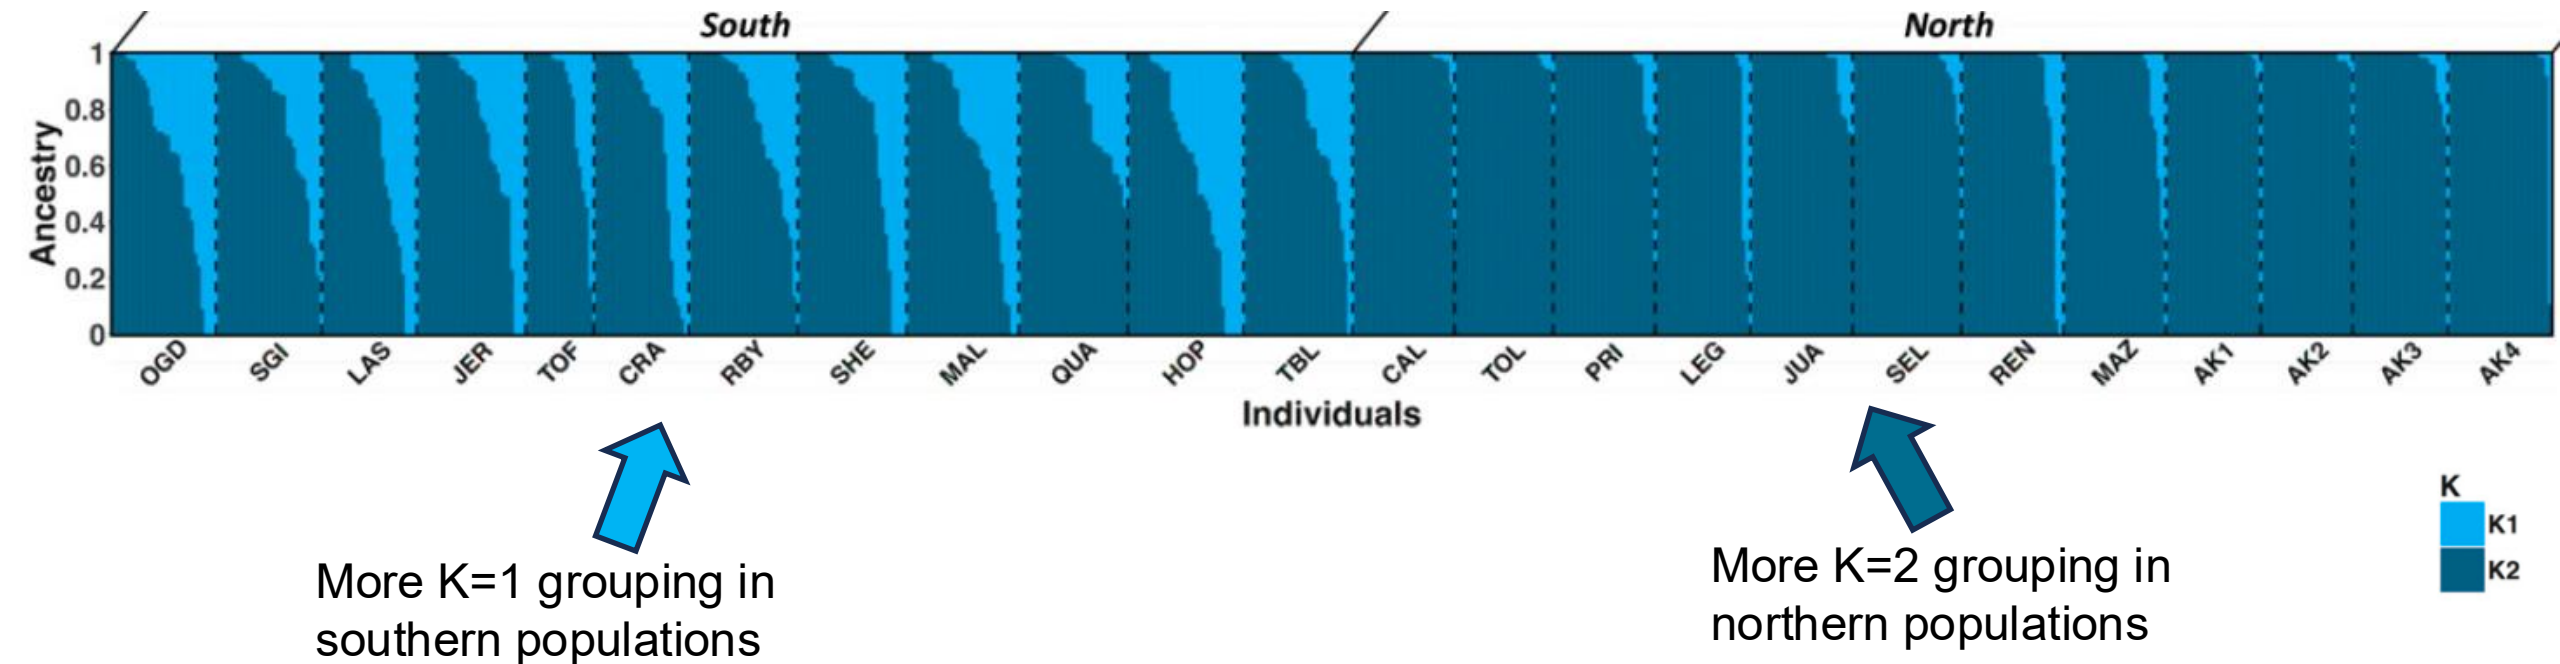 South North
1
0.8
0.6
0.4
0.2
0
Ancestry
OGD SGI LAS JER TOF CRA RBY SHE MAL QUA HOP TBL CAL TOL PRI LEG JUA SEL REN MAZ AK1 AK2 AK3 AK4
Individuals
More K=1 grouping in
southern populations
More K=2 grouping in
northern populations
K
K1
K2